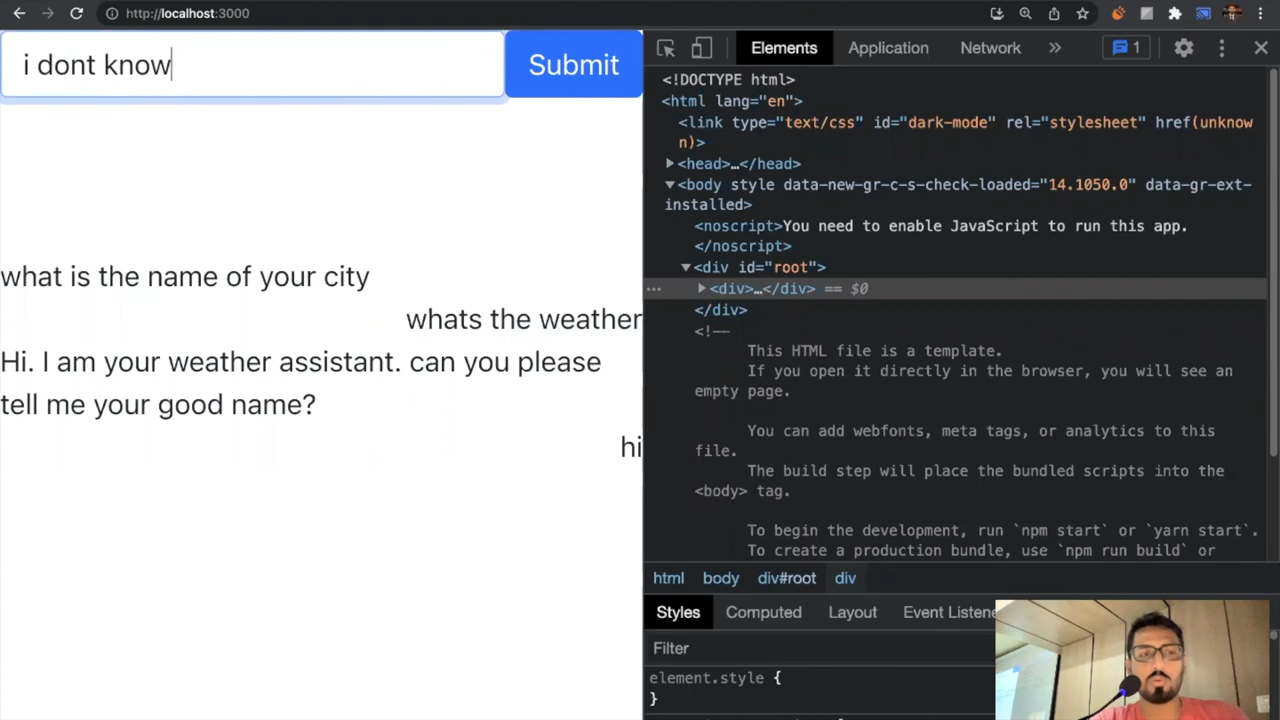 http://localhost:3000
i dont know
Submit
what is the name of your city
whats the weather
Hi. I am your weather assistant. can you please
tell me your good name?
hi
Elements
Application
Network
1
<!DOCTYPE html>
<html lang="en">
<link type="text/css" id="dark-mode" rel="stylesheet" href(unknow
n)>
<head>…</head>
<body style data-new-gr-c-s-check-loaded="14.1050.0" data-gr-ext-
installed>
<noscript>You need to enable JavaScript to run this app.
</noscript>
<div id="root">
<div>…</div> == $0
</div>
<!--
This HTML file is a template.
If you open it directly in the browser, you will see an
empty page.
You can add webfonts, meta tags, or analytics to this
file.
The build step will place the bundled scripts into the
<body> tag.
To begin the development, run `npm start` or `yarn start`.
To create a production bundle, use `npm run build` or
html
body
div#root
div
Styles
Computed
Layout
Event Listene
Filter
element.style {
}